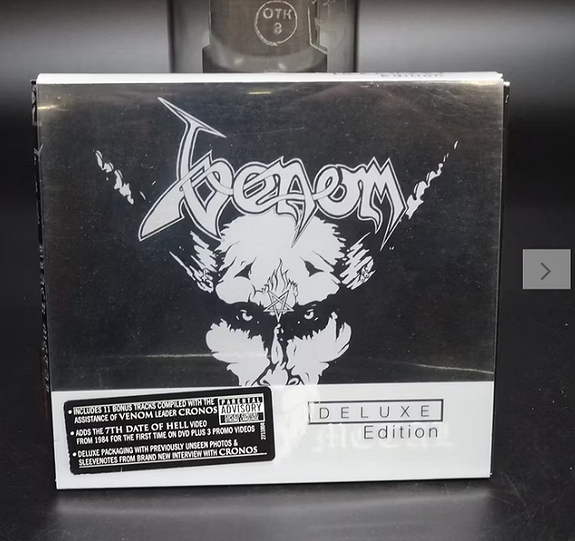 ОТК
8
Edition
VENOM
• INCLUDES 11 BONUS TRACKS COMPILED WITH THE
ASSISTANCE OF VENOM LEADER CRONOS
• ADDS THE 7TH DATE OF HELL VIDEO
FROM 1984 FOR THE FIRST TIME ON DVD PLUS 3 PROMO VIDEOS
• DELUXE PACKAGING WITH PREVIOUSLY UNSEEN PHOTOS &
SLEEVENOTES FROM BRAND NEW INTERVIEW WITH CRONOS
PARENTAL
ADVISORY
DELUXE
Edition